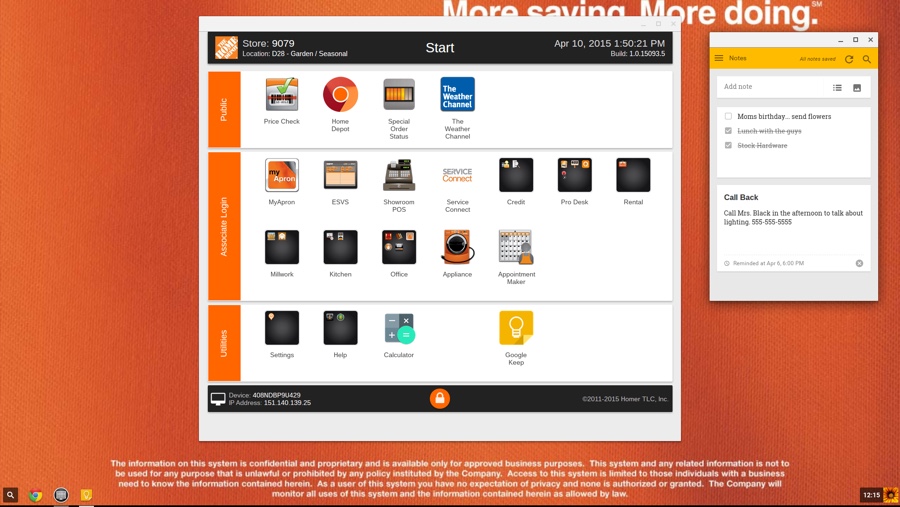 More saving. More doing.℠
THE HOME DEPOT
Store: 9079
Location: D28 - Garden / Seasonal
Start
Apr 10, 2015 1:50:21 PM
Build: 1.0.15093.5
Public
Price Check
Home
Depot
Special
Order
Status
The
Weather
Channel
The
Weather
Channel
Associate Login
my
Apron
MyApron
ESVS
Showroom
POS
SERVICE
Connect
Service
Connect
Credit
Pro Desk
Rental
Millwork
Kitchen
Office
Appliance
Appointment
Maker
Utilities
Settings
Help
Calculator
Google
Keep
Device: 408NDBP9U429
IP Address: 151.140.139.25
©2011-2015 Homer TLC, Inc.
Notes
All notes saved
Add note
Moms birthday... send flowers
Lunch with the guys
Stock Hardware
Call Back
Call Mrs. Black in the afternoon to talk about
lighting. 555-555-5555
Reminded at Apr 6, 6:00 PM
The information on this system is confidential and proprietary and is available only for approved business purposes. This system and any related information is not to
be used for any purpose that is unlawful or prohibited by any policy instituted by the Company. Access to this system is limited to those individuals with a business
need to know the information contained herein. As a user of this system you have no expectation of privacy and none is authorized or granted. The Company will
monitor all uses of this system and the information contained herein as allowed by law.
12:15